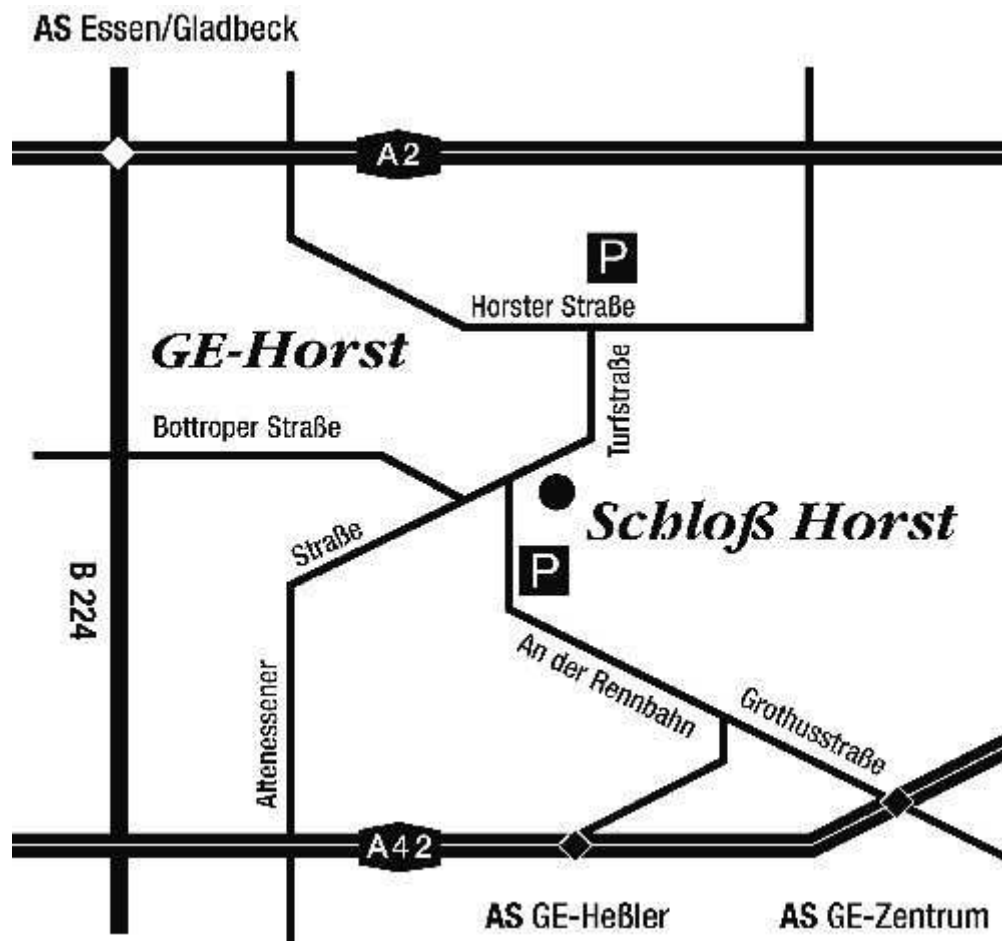 AS Essen/Gladbeck
A2
P
Horster Straße
GE-Horst
Turfstraße
Bottroper Straße
Schloß Horst
Straße
P
B 224
An der Rennbahn
Grothusstraße
Altenessener
A42
AS GE-Heßler
AS GE-Zentrum